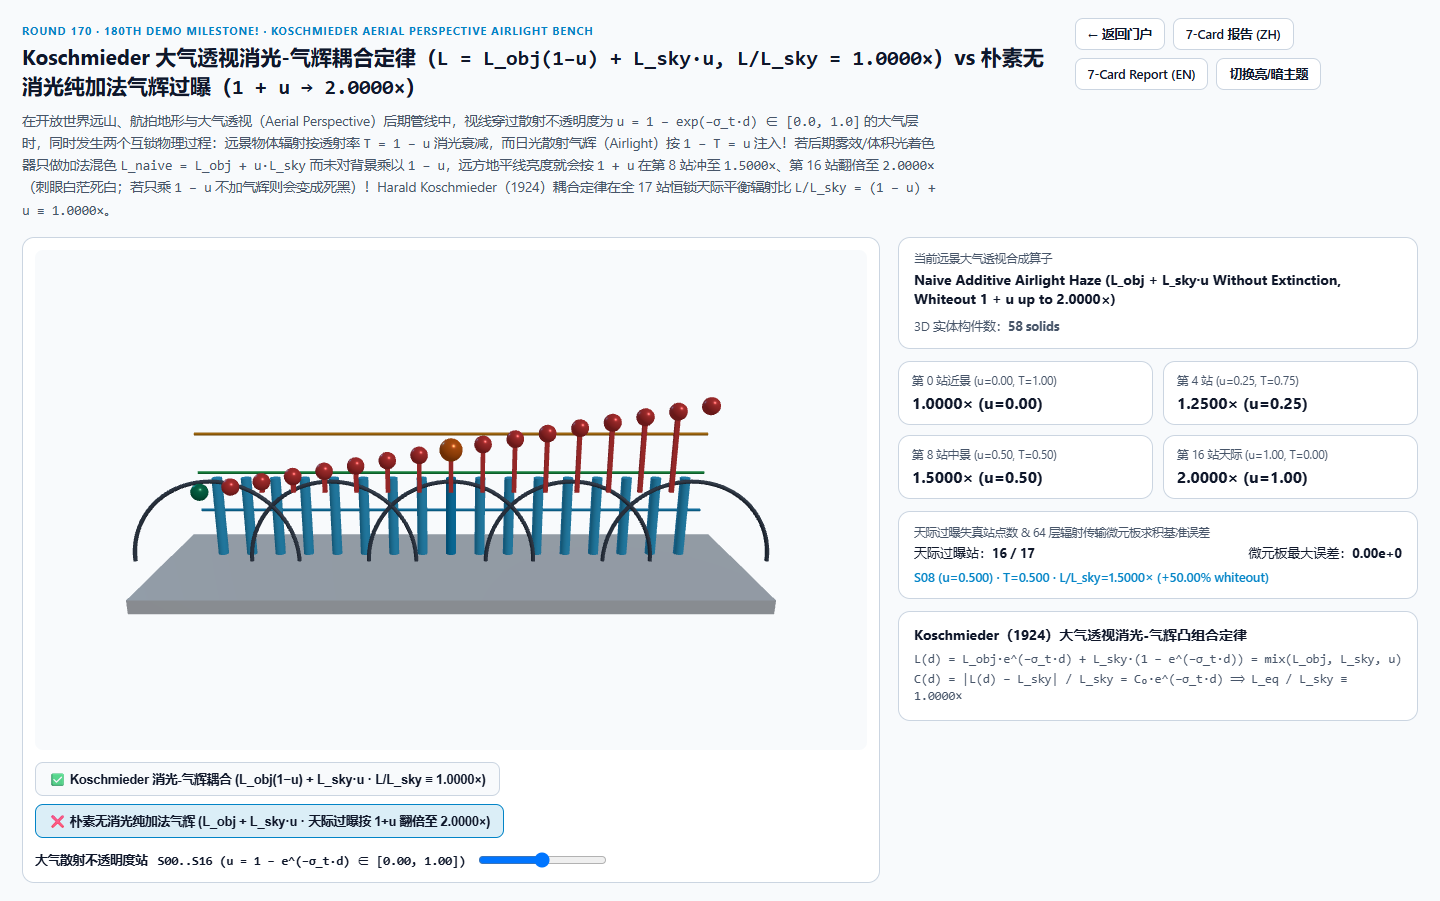 ROUND 170 · 180TH DEMO MILESTONE! · KOSCHMIEDER AERIAL PERSPECTIVE AIRLIGHT BENCH
Koschmieder 大气透视消光-气辉耦合定律（L = L_obj(1−u) + L_sky·u, L/L_sky = 1.0000×）vs 朴素无
消光纯加法气辉过曝（1 + u → 2.0000×）
在开放世界远山、航拍地形与大气透视（Aerial Perspective）后期管线中，视线穿过散射不透明度为 u = 1 − exp(−σ_t·d) ∈ [0.0, 1.0] 的大气层
时，同时发生两个互锁物理过程：远景物体辐射按透射率 T = 1 − u 消光衰减，而日光散射气辉（Airlight）按 1 − T = u 注入！若后期雾效/体积光着色
器只做加法混色 L_naive = L_obj + u·L_sky 而未对背景乘以 1 − u，远方地平线亮度就会按 1 + u 在第 8 站冲至 1.5000×、第 16 站翻倍至 2.0000×
（刺眼白茫死白；若只乘 1 − u 不加气辉则会变成死黑）！Harald Koschmieder（1924）耦合定律在全 17 站恒锁天际平衡辐射比 L/L_sky = (1 − u) +
u ≡ 1.0000×。
← 返回门户
7-Card 报告 (ZH)
7-Card Report (EN)
切换亮/暗主题
✅ Koschmieder 消光-气辉耦合 (L_obj(1−u) + L_sky·u · L/L_sky ≡ 1.0000×)
❌ 朴素无消光纯加法气辉 (L_obj + L_sky·u · 天际过曝按 1+u 翻倍至 2.0000×)
大气散射不透明度站 S00..S16 (u = 1 − e^(−σ_t·d) ∈ [0.00, 1.00])
当前远景大气透视合成算子
Naive Additive Airlight Haze (L_obj + L_sky·u Without Extinction,
Whiteout 1 + u up to 2.0000×)
3D 实体构件数：58 solids
第 0 站近景 (u=0.00, T=1.00)
1.0000× (u=0.00)
第 4 站 (u=0.25, T=0.75)
1.2500× (u=0.25)
第 8 站中景 (u=0.50, T=0.50)
1.5000× (u=0.50)
第 16 站天际 (u=1.00, T=0.00)
2.0000× (u=1.00)
天际过曝失真站点数 & 64 层辐射传输微元板求积基准误差
天际过曝站：16 / 17
微元板最大误差：0.00e+0
S08 (u=0.500) · T=0.500 · L/L_sky=1.5000× (+50.00% whiteout)
Koschmieder（1924）大气透视消光-气辉凸组合定律
L(d) = L_obj·e^(−σ_t·d) + L_sky·(1 − e^(−σ_t·d)) = mix(L_obj, L_sky, u)
C(d) = |L(d) − L_sky| / L_sky = C₀·e^(−σ_t·d) ⟹ L_eq / L_sky ≡
1.0000×